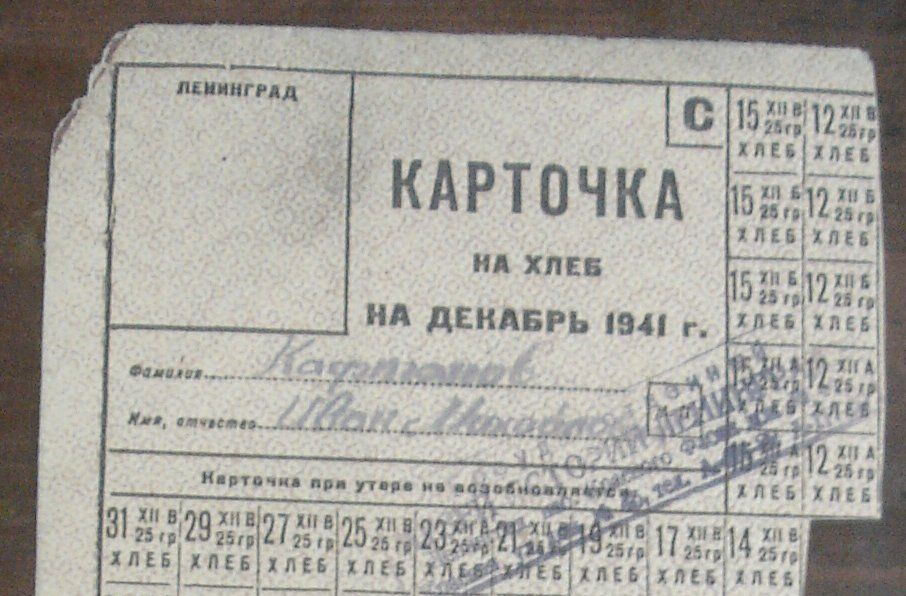 ЛЕНИНГРАД
С
КАРТОЧКА
НА ХЛЕБ
НА ДЕКАБРЬ 1941 г.
Фамилия
Имя, отчество Иван
Карточка при утере не возобновляется.
15 XII В 25 гр ХЛЕБ
12 XII В 25 гр ХЛЕБ
15 XII Б 25 гр ХЛЕБ
12 XII Б 25 гр ХЛЕБ
15 XII Б 25 гр ХЛЕБ
12 XII Б 25 гр ХЛЕБ
15 XII А 25 гр ХЛЕБ
12 XII А 25 гр ХЛЕБ
15 XII А 25 гр ХЛЕБ
12 XII А 25 гр ХЛЕБ
31 XII В 25 гр ХЛЕБ
29 XII В 25 гр ХЛЕБ
27 XII В 25 гр ХЛЕБ
25 XII В 25 гр ХЛЕБ
23 XII В 25 гр ХЛЕБ
21 XII В 25 гр ХЛЕБ
19 XII В 25 гр ХЛЕБ
17 XII В 25 гр ХЛЕБ
14 XII В 25 гр ХЛЕБ